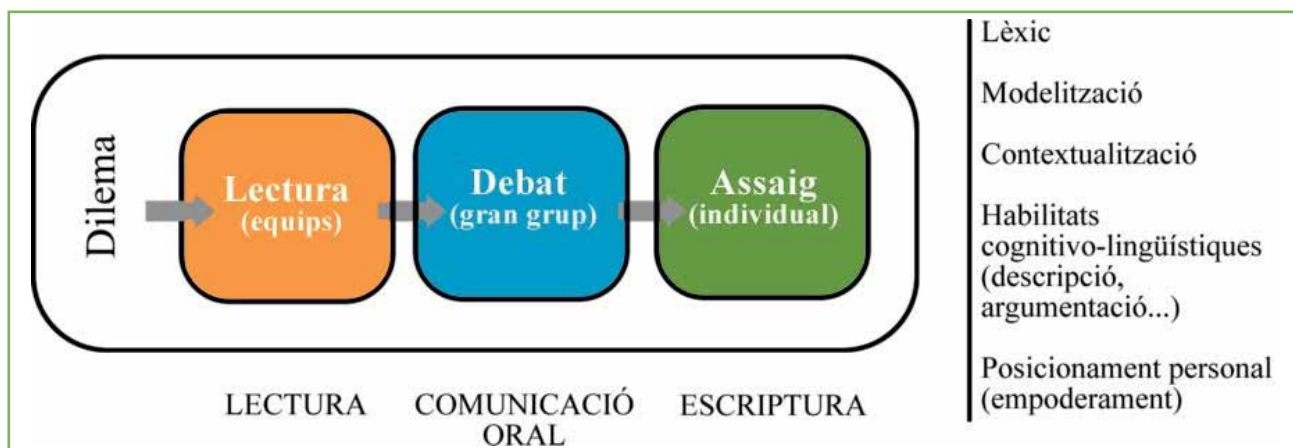 Dilema
Lectura
(equips)
Debat
(gran grup)
Assaig
(individual)
LECTURA
COMUNICACIÓ
ORAL
ESCRIPTURA
Lèxic
Modelització
Contextualització
Habilitats
cognitivo-lingüístiques
(descripció,
argumentació...)
Posicionament personal
(empoderament)